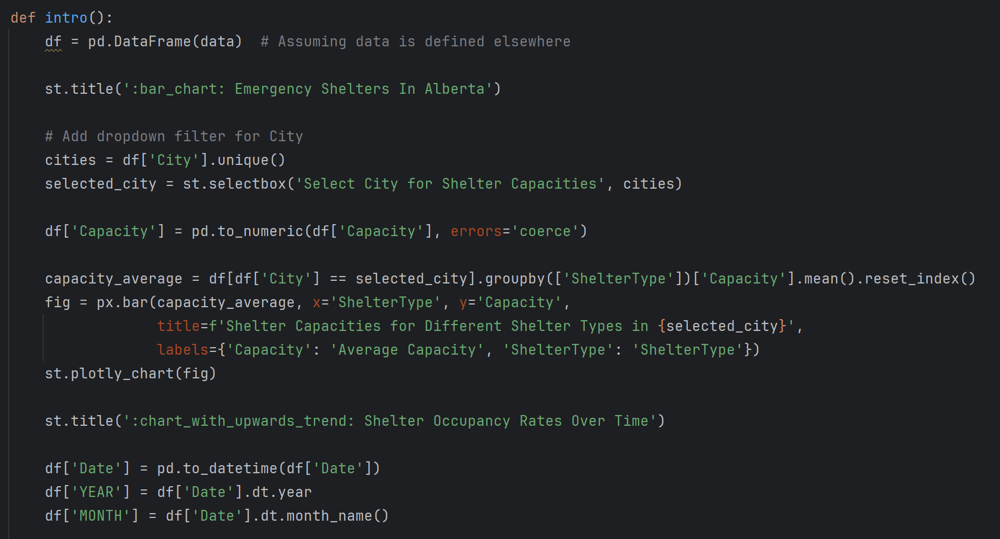 def intro():
    df = pd.DataFrame(data)  # Assuming data is defined elsewhere

    st.title(':bar_chart: Emergency Shelters In Alberta')

    # Add dropdown filter for City
    cities = df['City'].unique()
    selected_city = st.selectbox('Select City for Shelter Capacities', cities)

    df['Capacity'] = pd.to_numeric(df['Capacity'], errors='coerce')

    capacity_average = df[df['City'] == selected_city].groupby(['ShelterType'])['Capacity'].mean().reset_index()
    fig = px.bar(capacity_average, x='ShelterType', y='Capacity',
                 title=f'Shelter Capacities for Different Shelter Types in {selected_city}',
                 labels={'Capacity': 'Average Capacity', 'ShelterType': 'ShelterType'})
    st.plotly_chart(fig)

    st.title(':chart_with_upwards_trend: Shelter Occupancy Rates Over Time')

    df['Date'] = pd.to_datetime(df['Date'])
    df['YEAR'] = df['Date'].dt.year
    df['MONTH'] = df['Date'].dt.month_name()